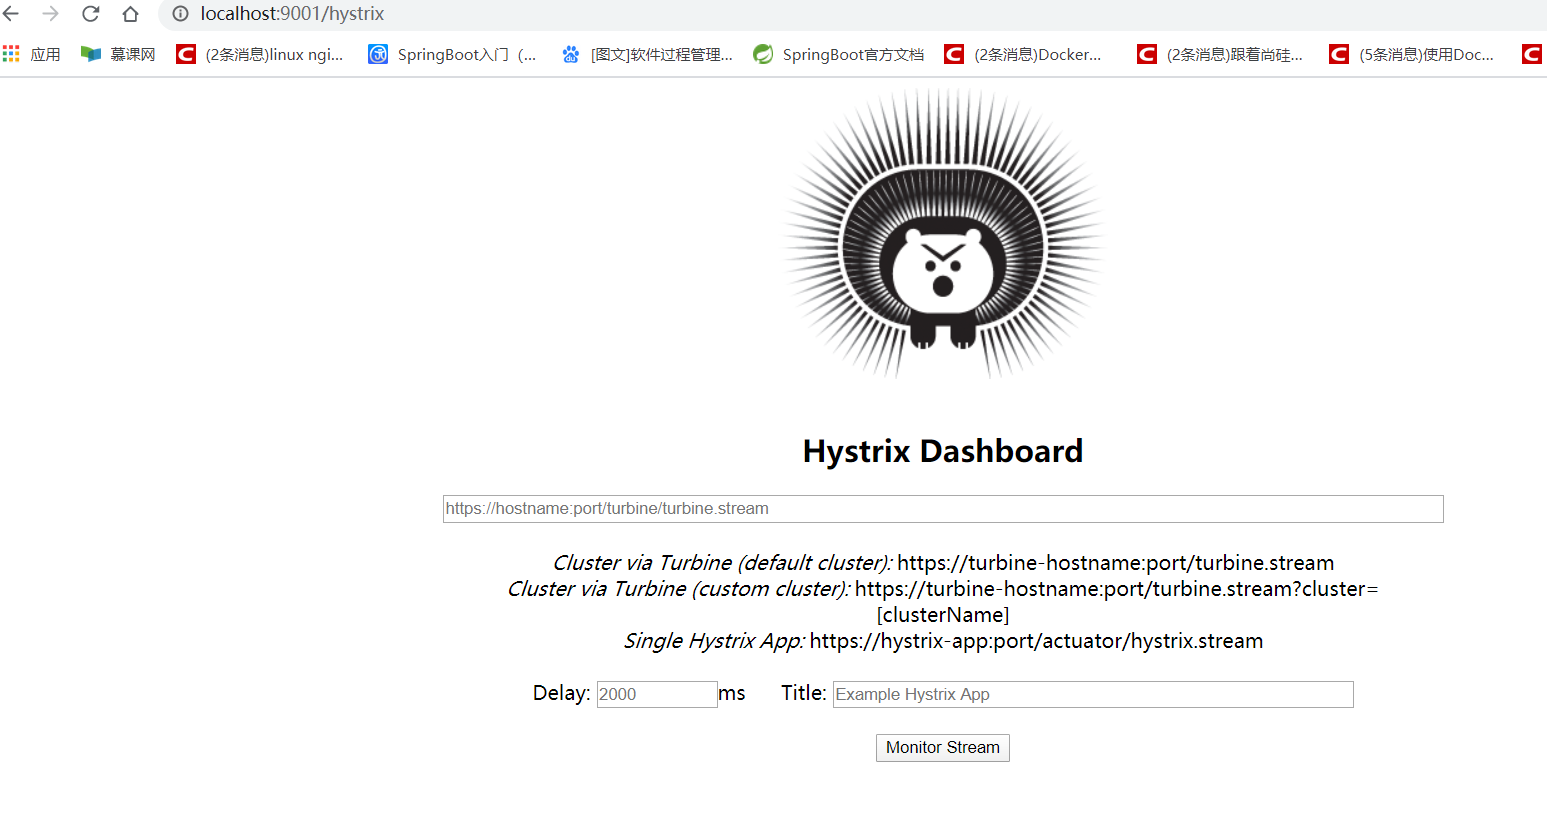 localhost:9001/hystrix
应用 慕课网 (2条消息)linux ngi... SpringBoot入门（... [图文]软件过程管理... SpringBoot官方文档 (2条消息)Docker... (2条消息)跟着尚硅... (5条消息)使用Doc...
Hystrix Dashboard
https://hostname:port/turbine/turbine.stream
Cluster via Turbine (default cluster): https://turbine-hostname:port/turbine.stream
Cluster via Turbine (custom cluster): https://turbine-hostname:port/turbine.stream?cluster=
[clusterName]
Single Hystrix App: https://hystrix-app:port/actuator/hystrix.stream
Delay: 2000 ms Title: Example Hystrix App
Monitor Stream